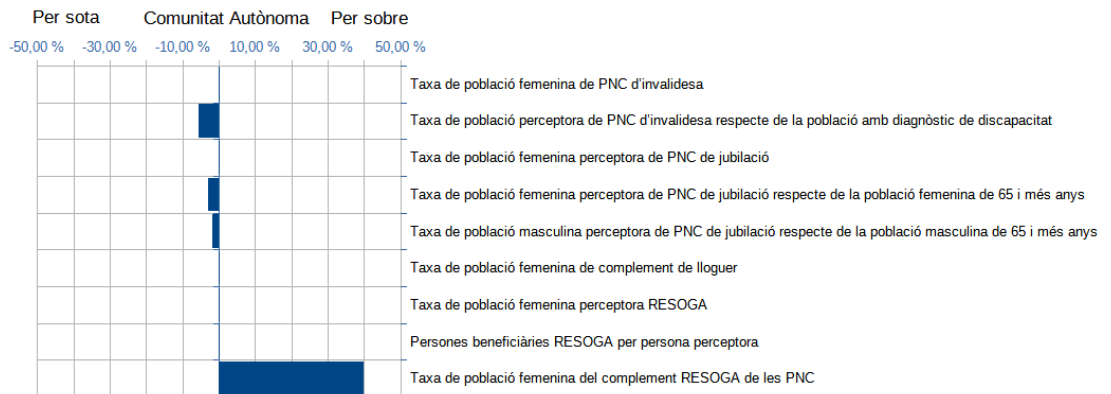 Per sota Comunitat Autònoma Per sobre
-50,00 % -30,00 % -10,00 % 10,00 % 30,00 % 50,00 %
Taxa de població femenina de PNC d'invalidesa
Taxa de població perceptora de PNC d'invalidesa respecte de la població amb diagnòstic de discapacitat
Taxa de població femenina perceptora de PNC de jubilació
Taxa de població femenina perceptora de PNC de jubilació respecte de la població femenina de 65 i més anys
Taxa de població masculina perceptora de PNC de jubilació respecte de la població masculina de 65 i més anys
Taxa de població femenina de complement de lloguer
Taxa de població femenina perceptora RESOGA
Persones beneficiàries RESOGA per persona perceptora
Taxa de població femenina del complement RESOGA de les PNC